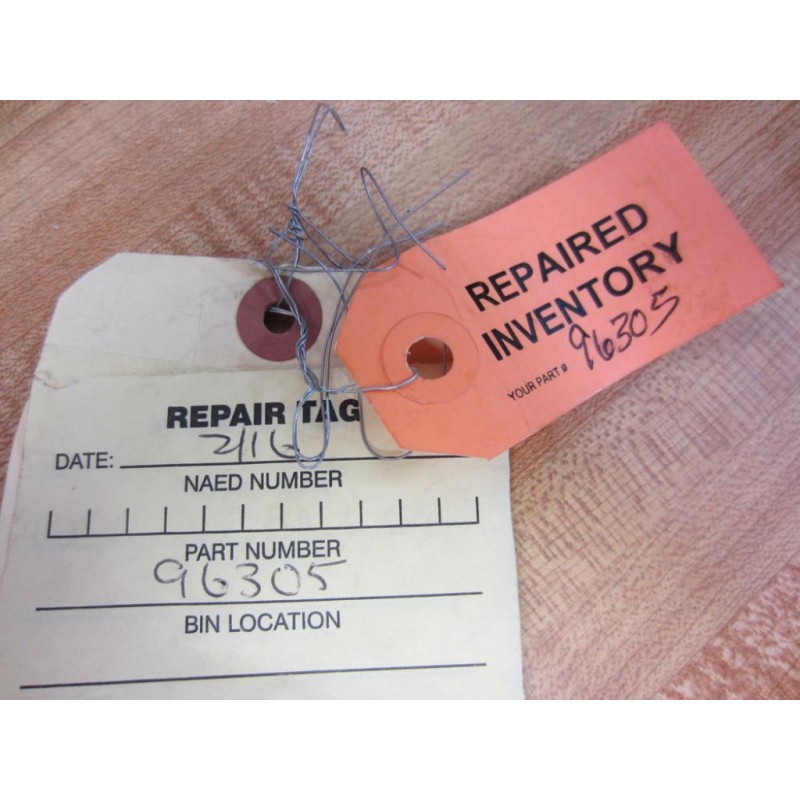 REPAIRED
INVENTORY
YOUR PART # 96305
REPAIR TAG
DATE: 2/16
NAED NUMBER
PART NUMBER
96305
BIN LOCATION